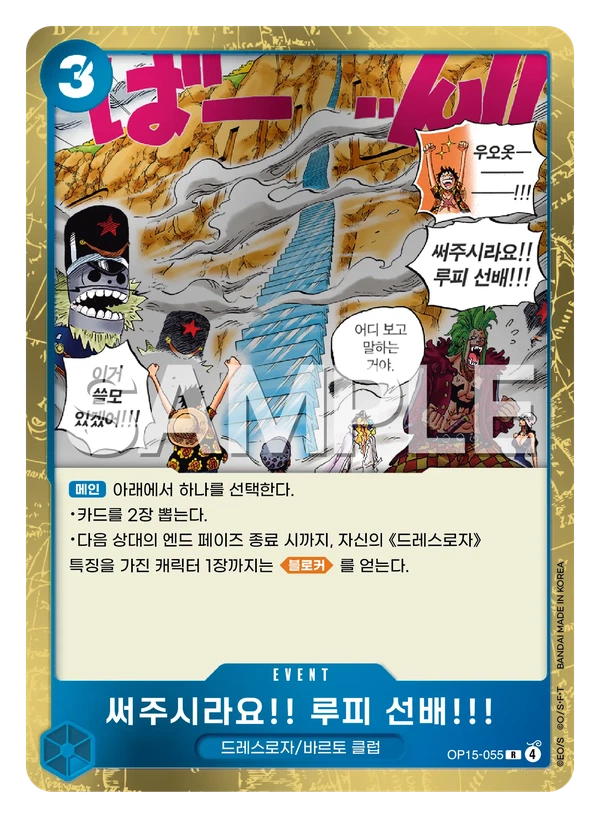 3
ばーーん!!
우오옷ー
ー
ー!!!
써주시라요!!
루피 선배!!!
어디 보고
말하는
거야.
이거
쓸모
있겠어!!!
SAMPLE
메인 아래에서 하나를 선택한다.
・카드를 2장 뽑는다.
・다음 상대의 엔드 페이즈 종료 시까지, 자신의 《드레스로자》
특징을 가진 캐릭터 1장까지는 블로커 를 얻는다.
EVENT
써주시라요!! 루피 선배!!!
드레스로자/바르토 클럽
OP15-055 R 4
©EO/S ©O/S·F·T BANDAI MADE IN KOREA